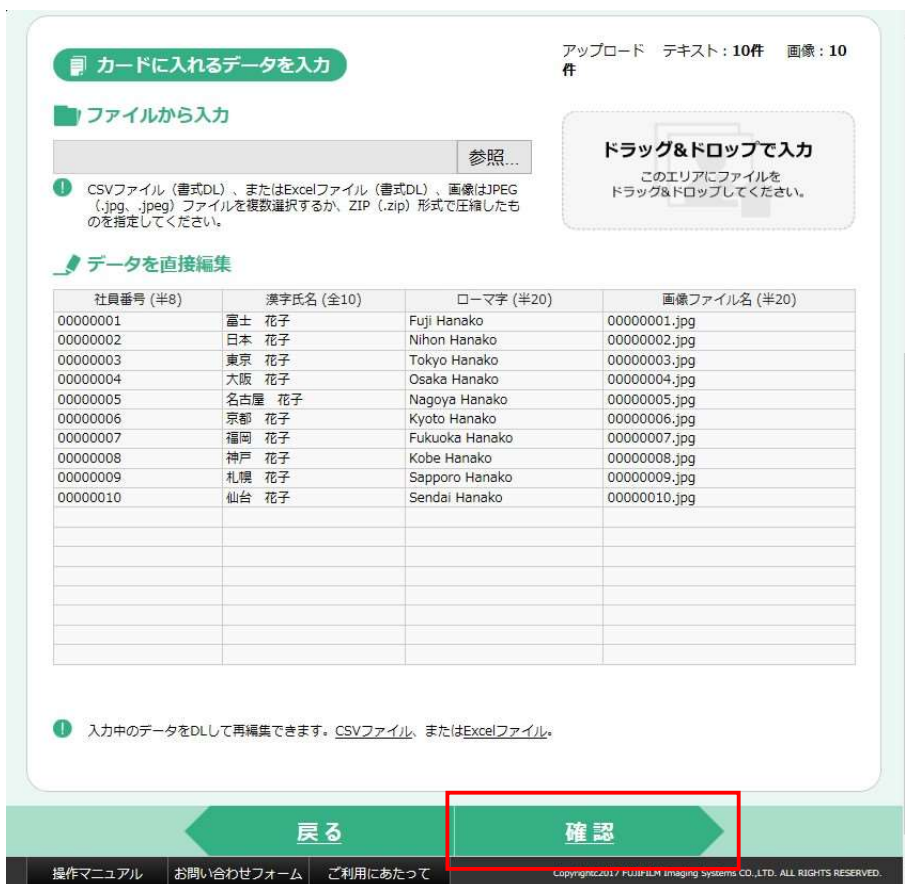 カードに入れるデータを入力
アップロード　テキスト：10件　画像：10
件
ファイルから入力
参照...
CSVファイル（書式DL）、またはExcelファイル（書式DL）、画像はJPEG
（.jpg、.jpeg）ファイルを複数選択するか、ZIP（.zip）形式で圧縮したも
のを指定してください。
ドラッグ&ドロップで入力
このエリアにファイルを
ドラッグ&ドロップしてください。
データを直接編集
社員番号 (半8)　漢字氏名 (全10)　ローマ字 (半20)　画像ファイル名 (半20)
00000001　富士　花子　Fuji Hanako　00000001.jpg
00000002　日本　花子　Nihon Hanako　00000002.jpg
00000003　東京　花子　Tokyo Hanako　00000003.jpg
00000004　大阪　花子　Osaka Hanako　00000004.jpg
00000005　名古屋　花子　Nagoya Hanako　00000005.jpg
00000006　京都　花子　Kyoto Hanako　00000006.jpg
00000007　福岡　花子　Fukuoka Hanako　00000007.jpg
00000008　神戸　花子　Kobe Hanako　00000008.jpg
00000009　札幌　花子　Sapporo Hanako　00000009.jpg
00000010　仙台　花子　Sendai Hanako　00000010.jpg
入力中のデータをDLして再編集できます。CSVファイル、またはExcelファイル。
戻る
確認
操作マニュアル　お問い合わせフォーム　ご利用にあたって
Copyrightc2017 FUJIFILM Imaging Systems CO.,LTD. ALL RIGHTS RESERVED.